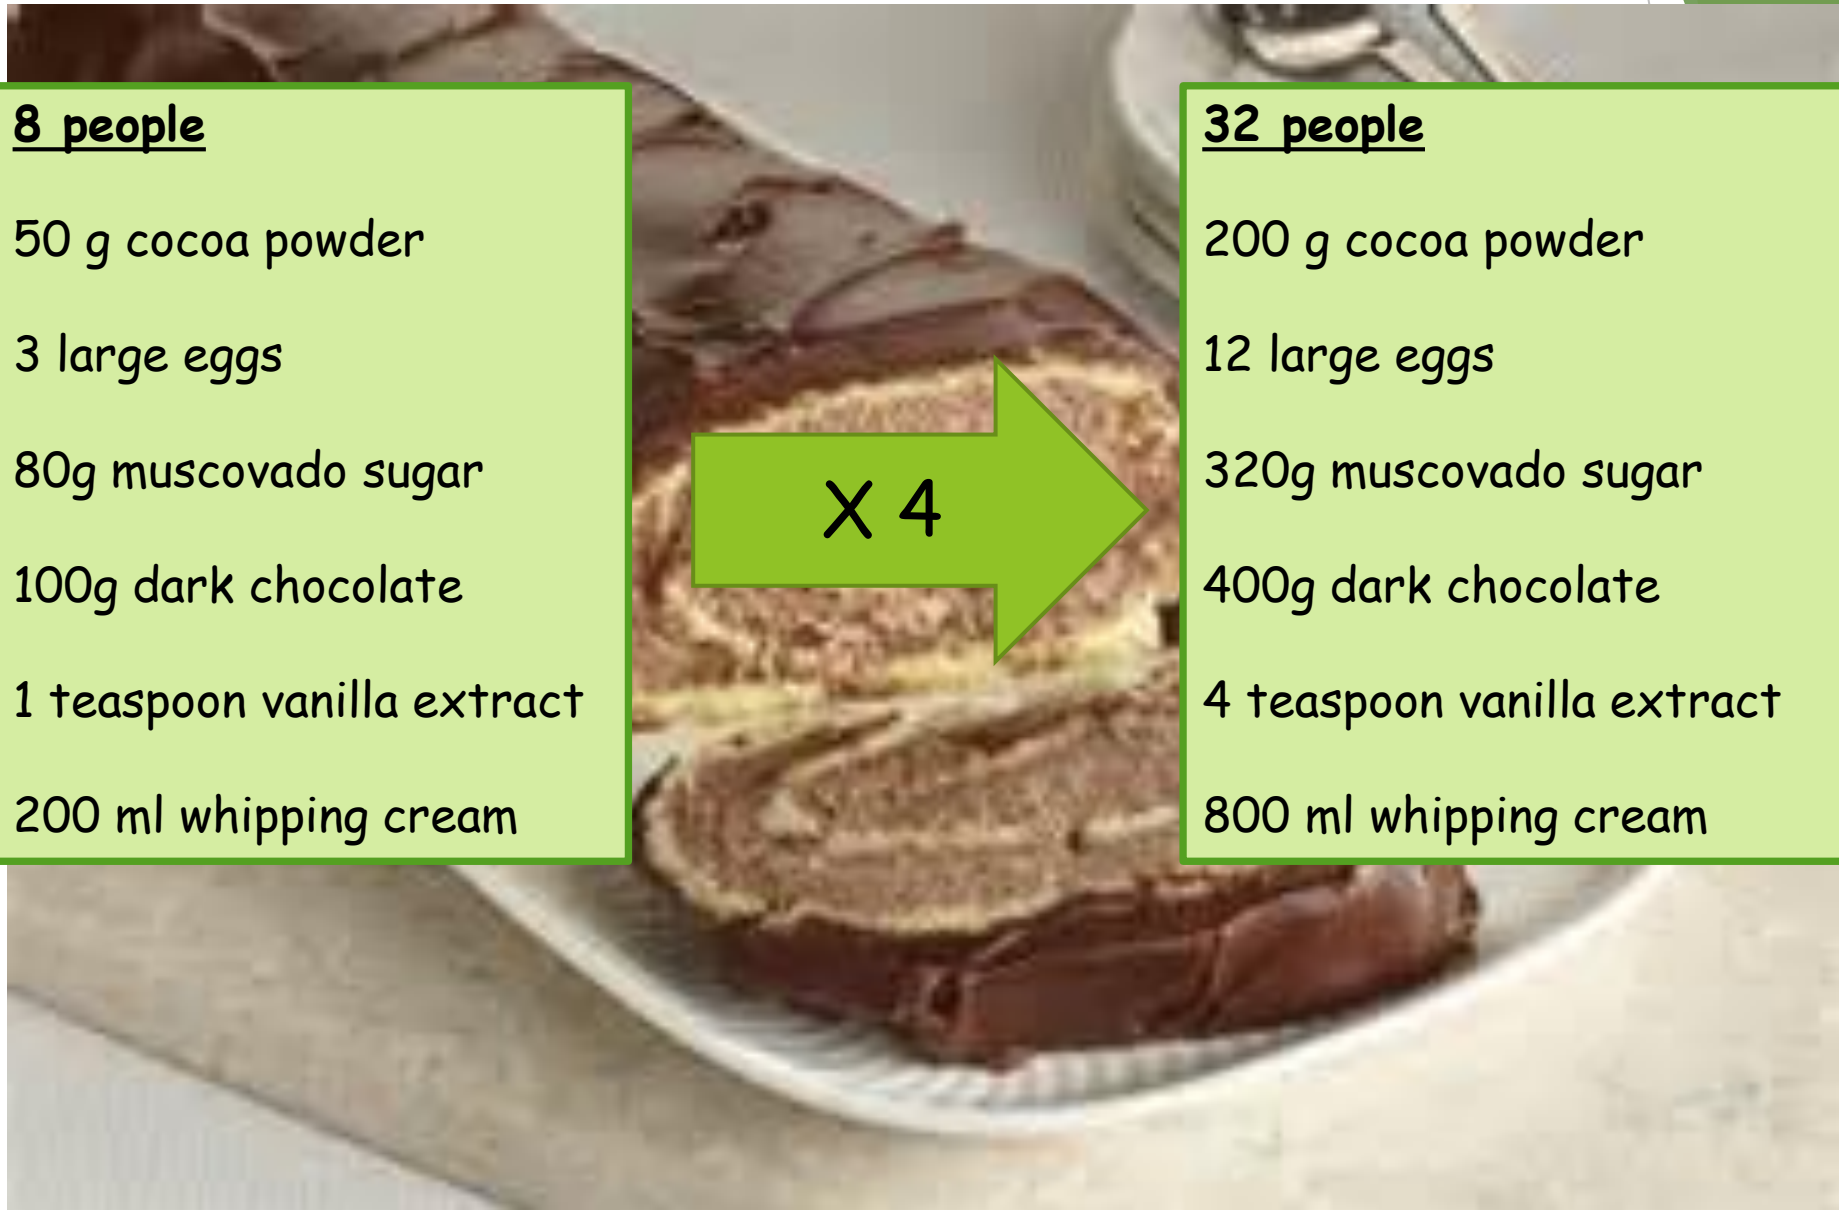 8 people
50 g cocoa powder
3 large eggs
80g muscovado sugar
100g dark chocolate
1 teaspoon vanilla extract
200 ml whipping cream
X 4
32 people
200 g cocoa powder
12 large eggs
320g muscovado sugar
400g dark chocolate
4 teaspoon vanilla extract
800 ml whipping cream